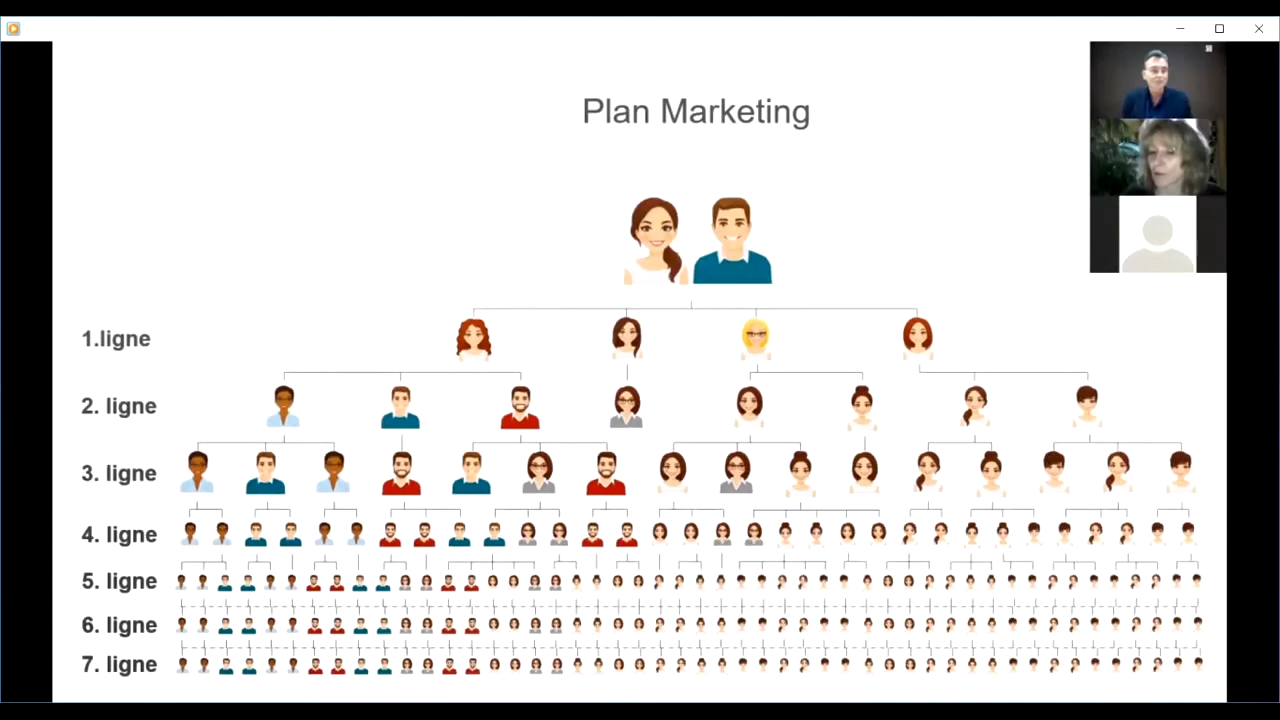 Plan Marketing
1.ligne
2. ligne
3. ligne
4. ligne
5. ligne
6. ligne
7. ligne